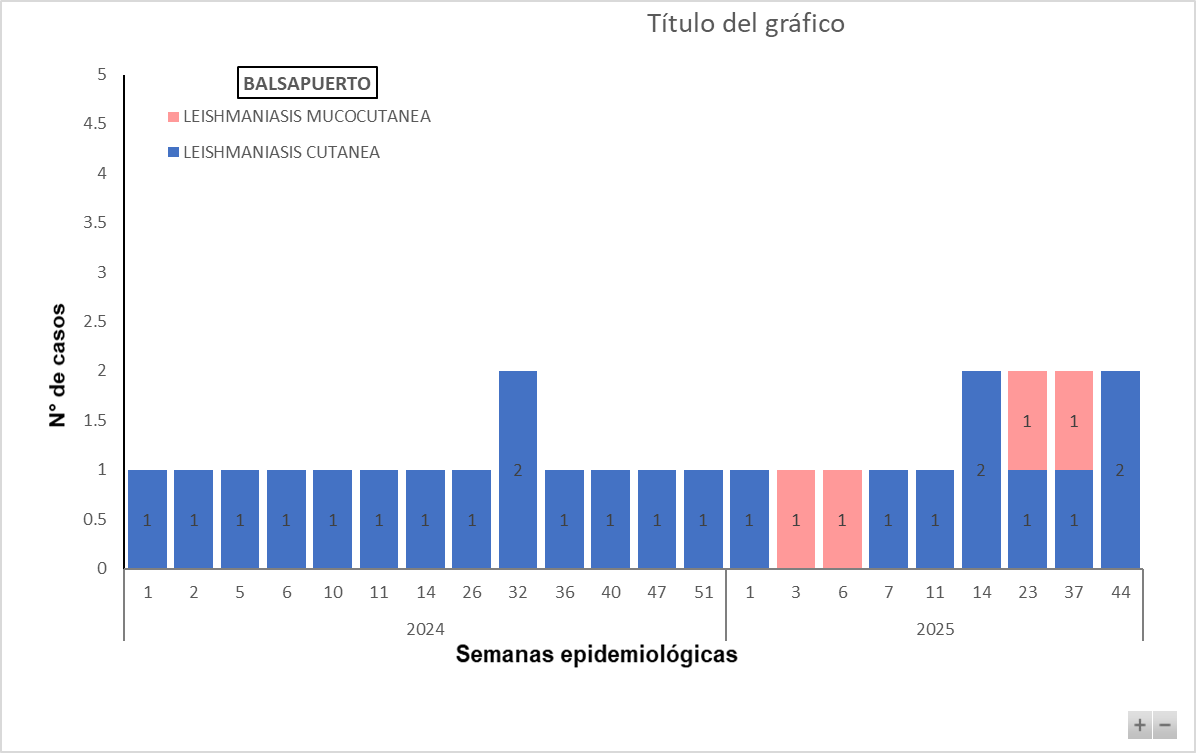 Título del gráfico
BALSAPUERTO
LEISHMANIASIS MUCOCUTANEA
LEISHMANIASIS CUTANEA
5
4.5
4
3.5
3
2.5
2
1.5
1
0.5
0
N° de casos
1 1
2 2
1 1 1 1 1 1 1 1 1 1 1 1 1 1 1 1 1 1 1
1 2 5 6 10 11 14 26 32 36 40 47 51 1 3 6 7 11 14 23 37 44
2024 2025
Semanas epidemiológicas
+ −